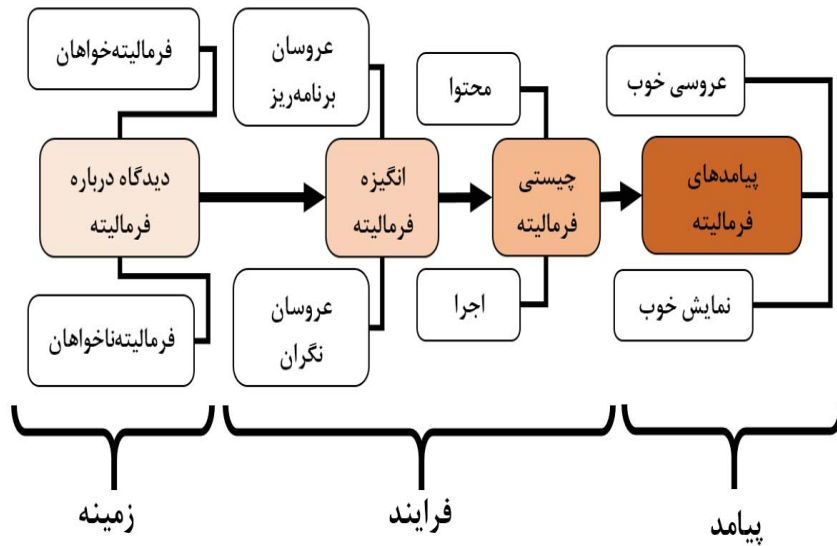 فرمالیته‌خواهان
دیدگاه درباره
فرمالیته
فرمالیته‌ناخواهان
عروسان
برنامه‌ریز
انگیزه
فرمالیته
عروسان
نگران
محتوا
چیستی
فرمالیته
اجرا
عروسی خوب
پیامدهای
فرمالیته
نمایش خوب
زمینه
فرایند
پیامد